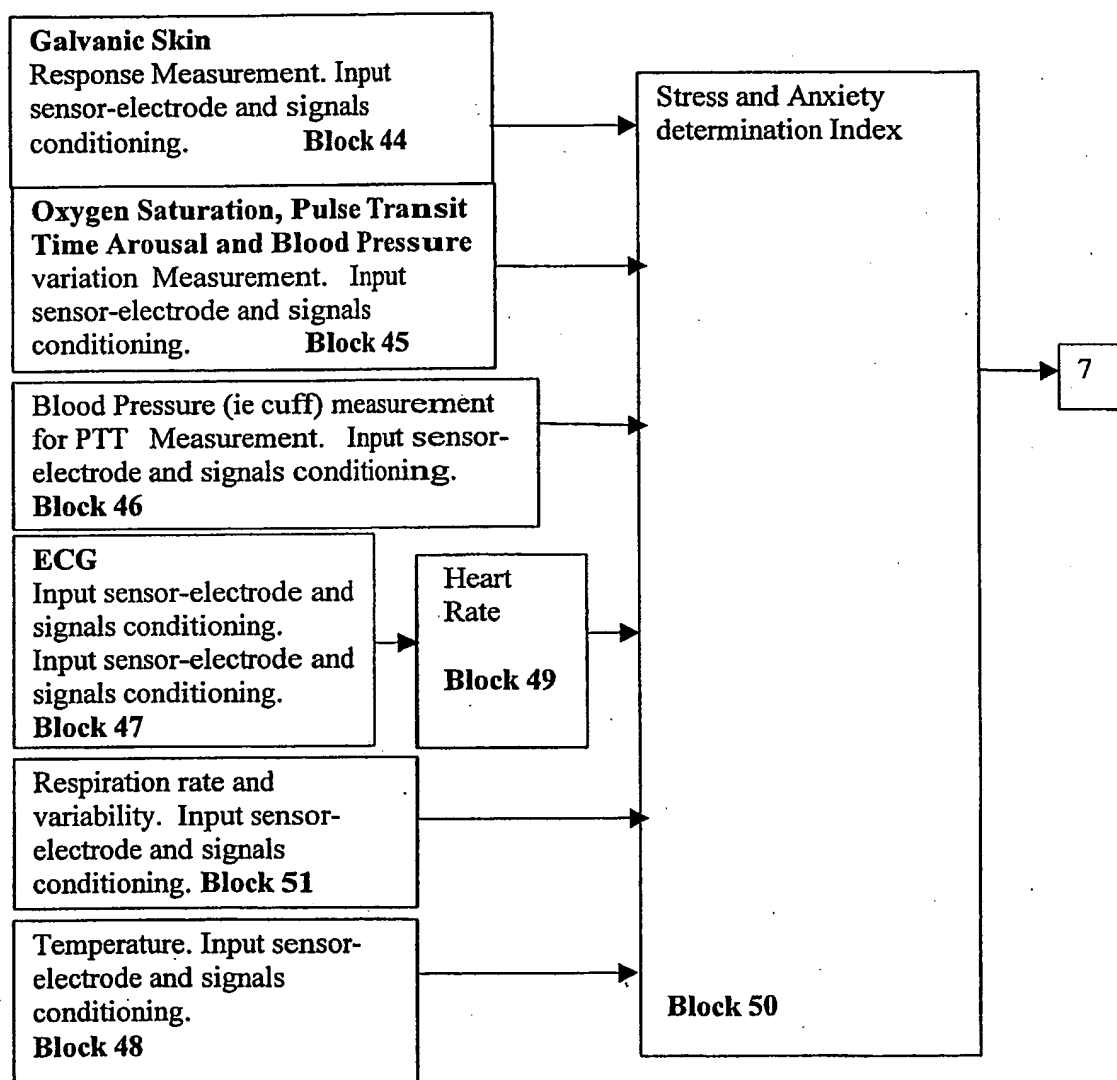 Galvanic Skin
Response Measurement. Input
sensor-electrode and signals
conditioning. Block 44
Oxygen Saturation, Pulse Transit
Time Arousal and Blood Pressure
variation Measurement. Input
sensor-electrode and signals
conditioning. Block 45
Blood Pressure (ie cuff) measurement
for PTT Measurement. Input sensor-
electrode and signals conditioning.
Block 46
ECG
Input sensor-electrode and
signals conditioning.
Input sensor-electrode and
signals conditioning.
Block 47
Heart
Rate
Block 49
Respiration rate and
variability. Input sensor-
electrode and signals
conditioning. Block 51
Temperature. Input sensor-
electrode and signals
conditioning.
Block 48
Stress and Anxiety
determination Index
Block 50
7